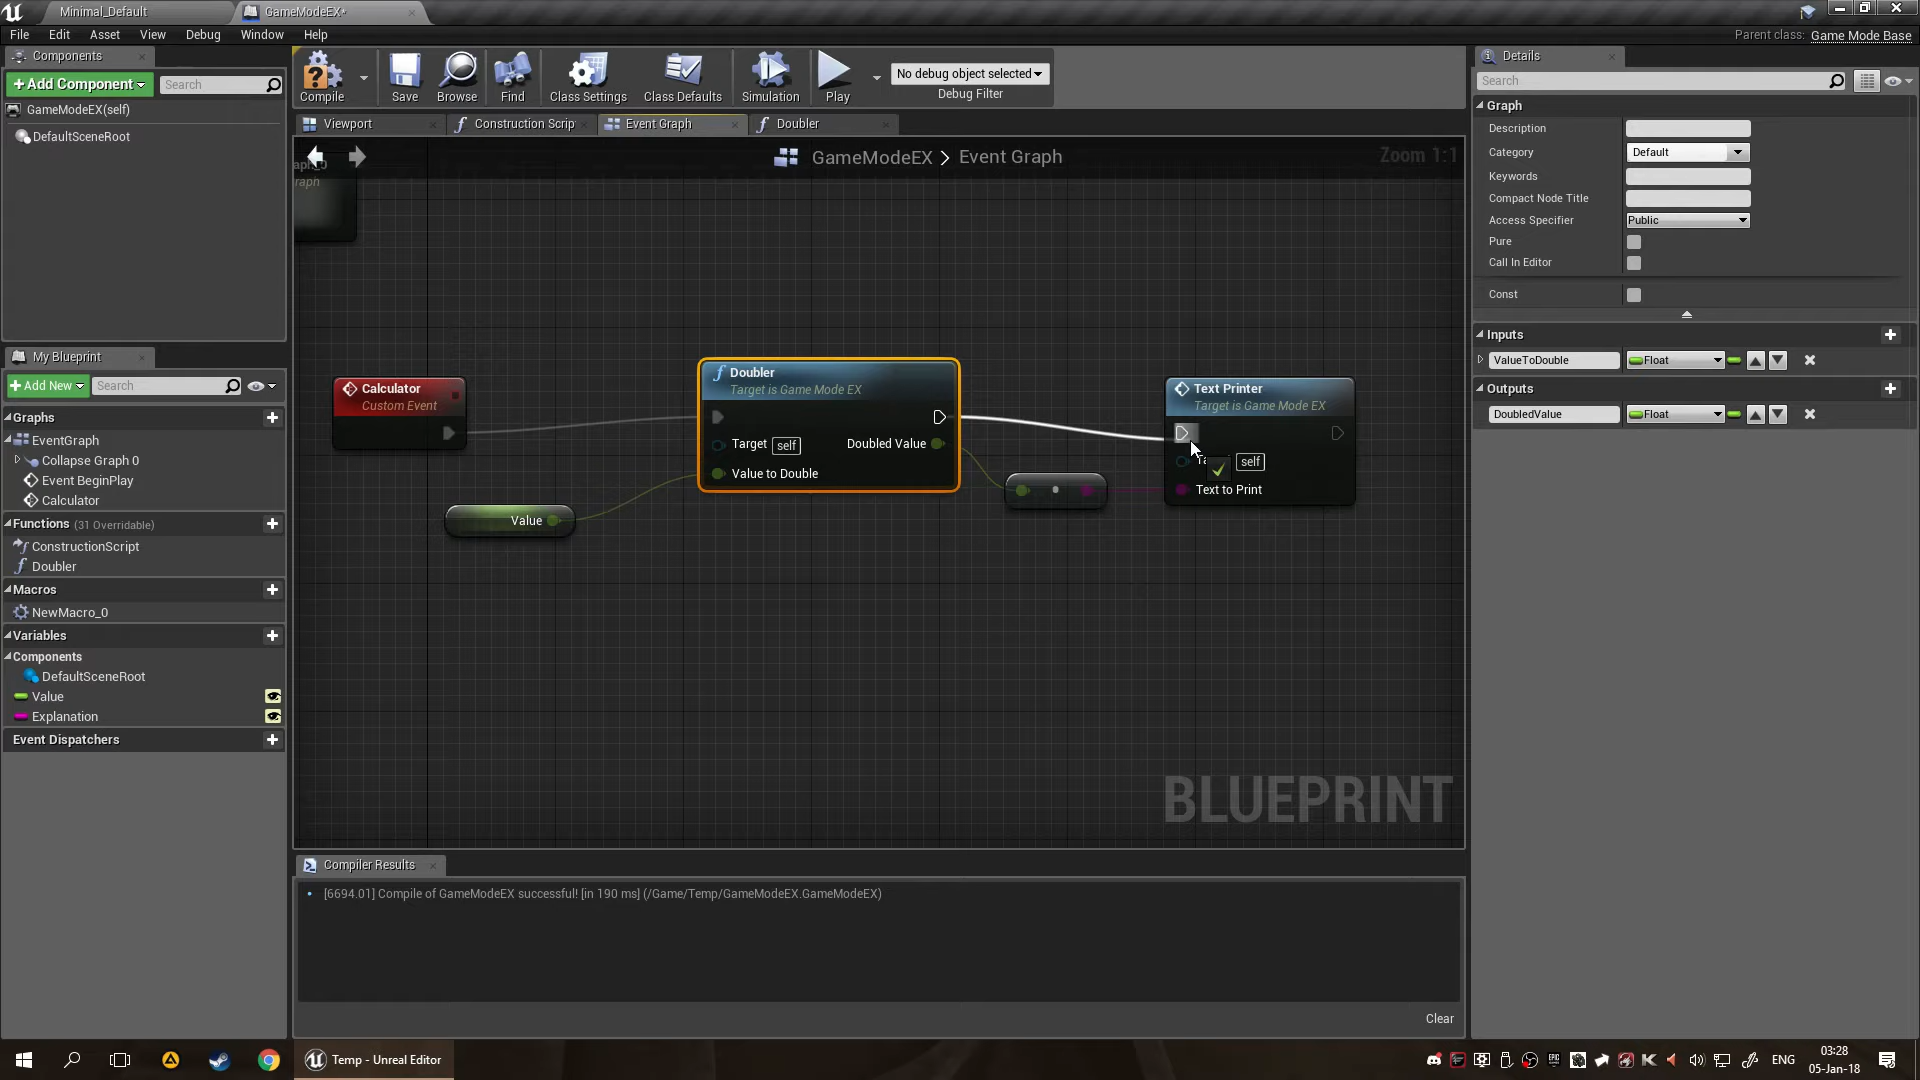 Minimal_Default
GameModeEX*
File Edit Asset View Debug Window Help
Parent class: Game Mode Base
Components
+Add Component
Search
GameModeEX(self)
DefaultSceneRoot
Compile
Save
Browse
Find
Class Settings
Class Defaults
Simulation
Play
No debug object selected
Debug Filter
Viewport
Construction Scrip
Event Graph
Doubler
GameModeEX > Event Graph
Zoom 1:1
aph_0
raph
Calculator
Custom Event
Value
Doubler
Target is Game Mode EX
Target self
Doubled Value
Value to Double
Text Printer
Target is Game Mode EX
self
Text to Print
BLUEPRINT
My Blueprint
+Add New
Search
Graphs
EventGraph
Collapse Graph 0
Event BeginPlay
Calculator
Functions (31 Overridable)
ConstructionScript
Doubler
Macros
NewMacro_0
Variables
Components
DefaultSceneRoot
Value
Explanation
Event Dispatchers
Compiler Results
[6694.01] Compile of GameModeEX successful! [in 190 ms] (/Game/Temp/GameModeEX.GameModeEX)
Clear
Details
Search
Graph
Description
Category Default
Keywords
Compact Node Title
Access Specifier Public
Pure
Call In Editor
Const
Inputs
ValueToDouble Float
Outputs
DoubledValue Float
Temp - Unreal Editor
ENG
03:28
05-Jan-18